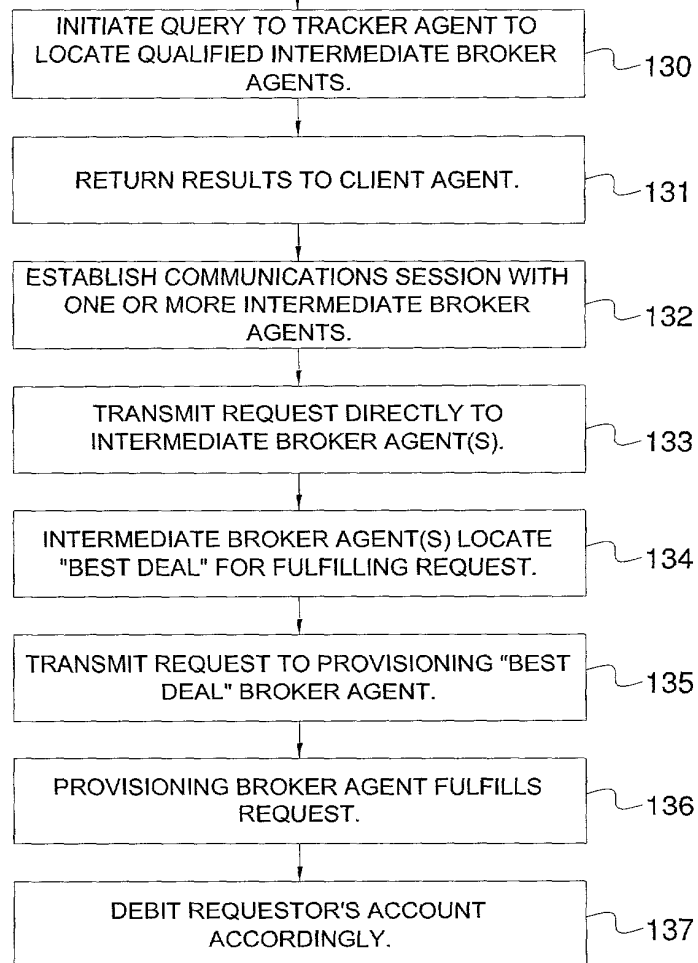 INITIATE QUERY TO TRACKER AGENT TO
LOCATE QUALIFIED INTERMEDIATE BROKER
AGENTS.
130
RETURN RESULTS TO CLIENT AGENT.
131
ESTABLISH COMMUNICATIONS SESSION WITH
ONE OR MORE INTERMEDIATE BROKER
AGENTS.
132
TRANSMIT REQUEST DIRECTLY TO
INTERMEDIATE BROKER AGENT(S).
133
INTERMEDIATE BROKER AGENT(S) LOCATE
"BEST DEAL" FOR FULFILLING REQUEST.
134
TRANSMIT REQUEST TO PROVISIONING "BEST
DEAL" BROKER AGENT.
135
PROVISIONING BROKER AGENT FULFILLS
REQUEST.
136
DEBIT REQUESTOR'S ACCOUNT
ACCORDINGLY.
137